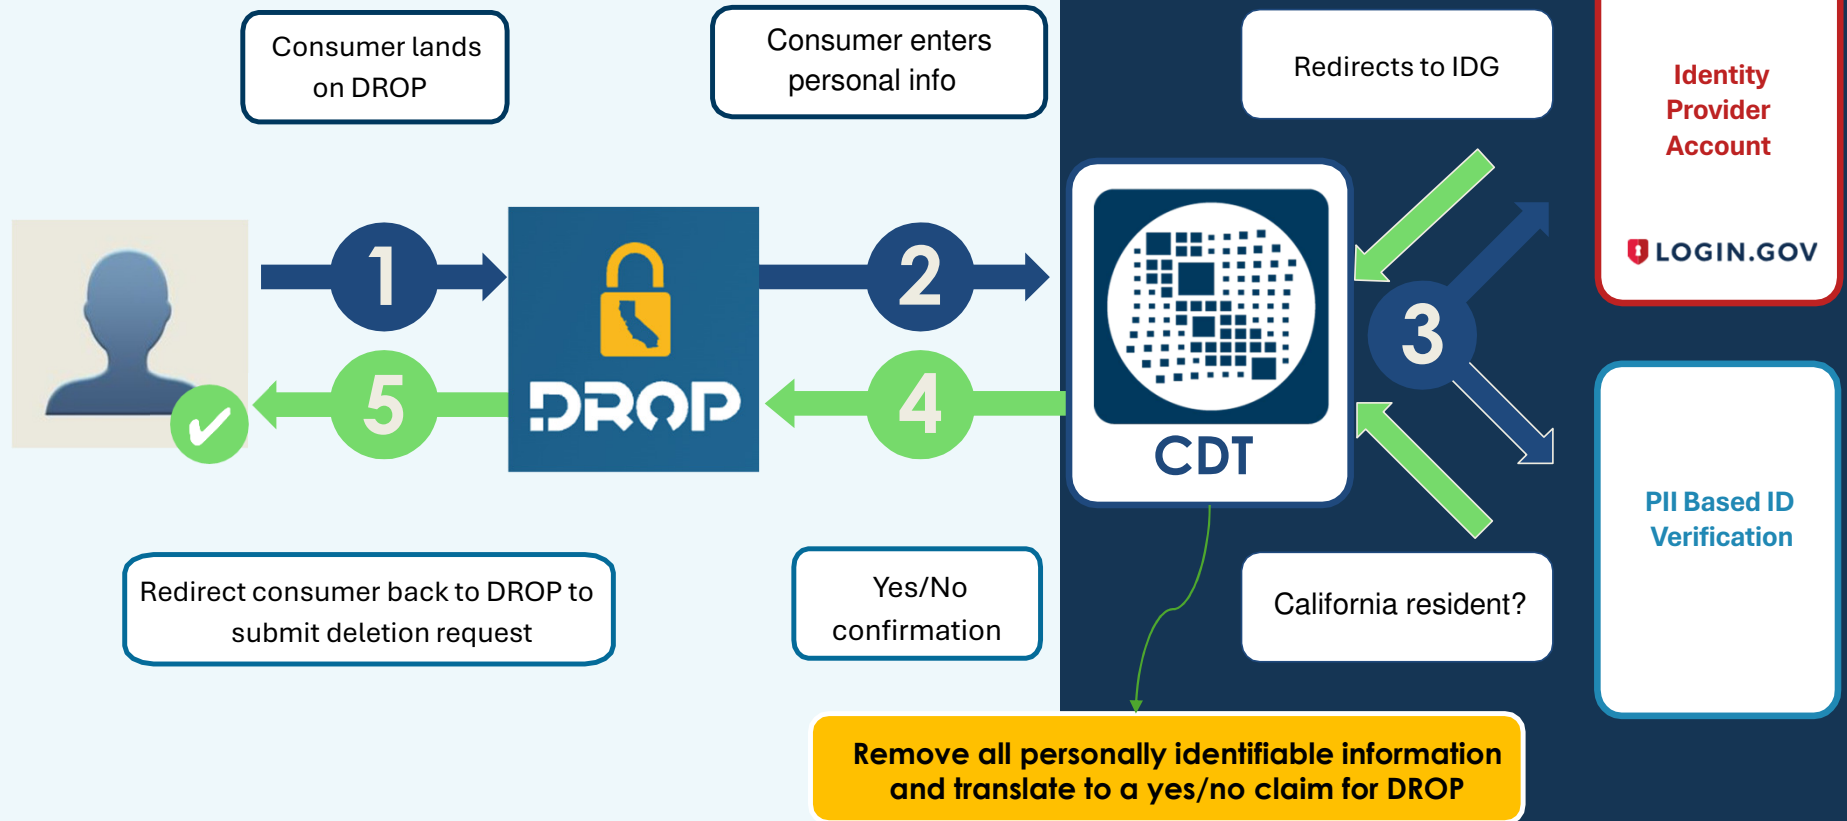 Consumer lands
on DROP
Consumer enters
personal info
Redirects to IDG
Identity
Provider
Account
LOGIN.GOV
1
2
3
DROP
CDT
5
4
PII Based ID
Verification
Redirect consumer back to DROP to
submit deletion request
Yes/No
confirmation
California resident?
Remove all personally identifiable information
and translate to a yes/no claim for DROP